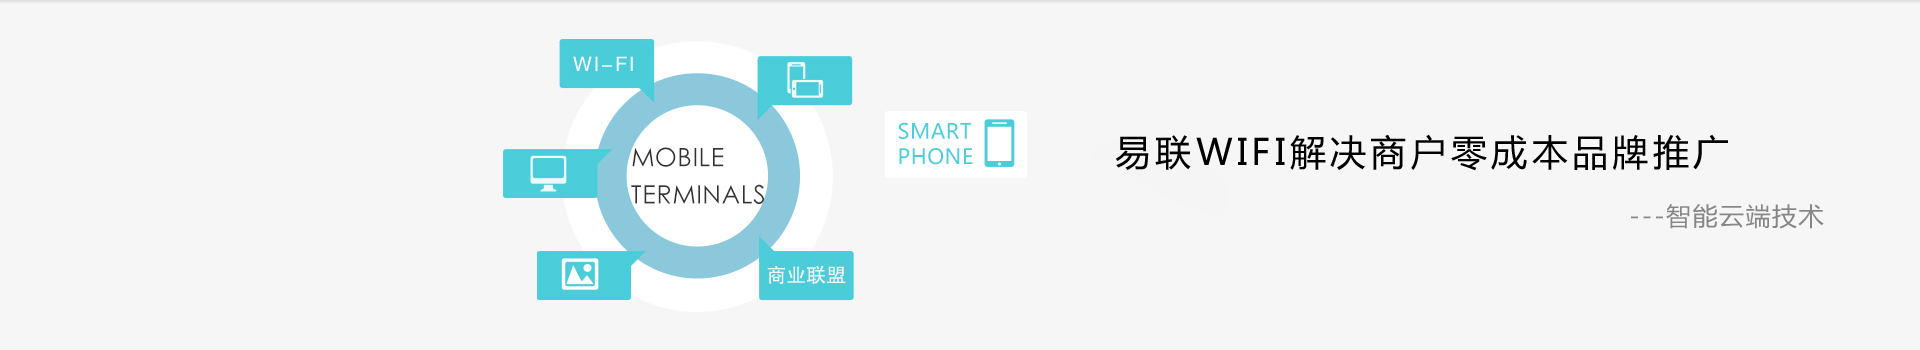 WI-FI
MOBILE
TERMINALS
商业联盟
SMART
PHONE
易联WIFI解决商户零成本品牌推广
---智能云端技术